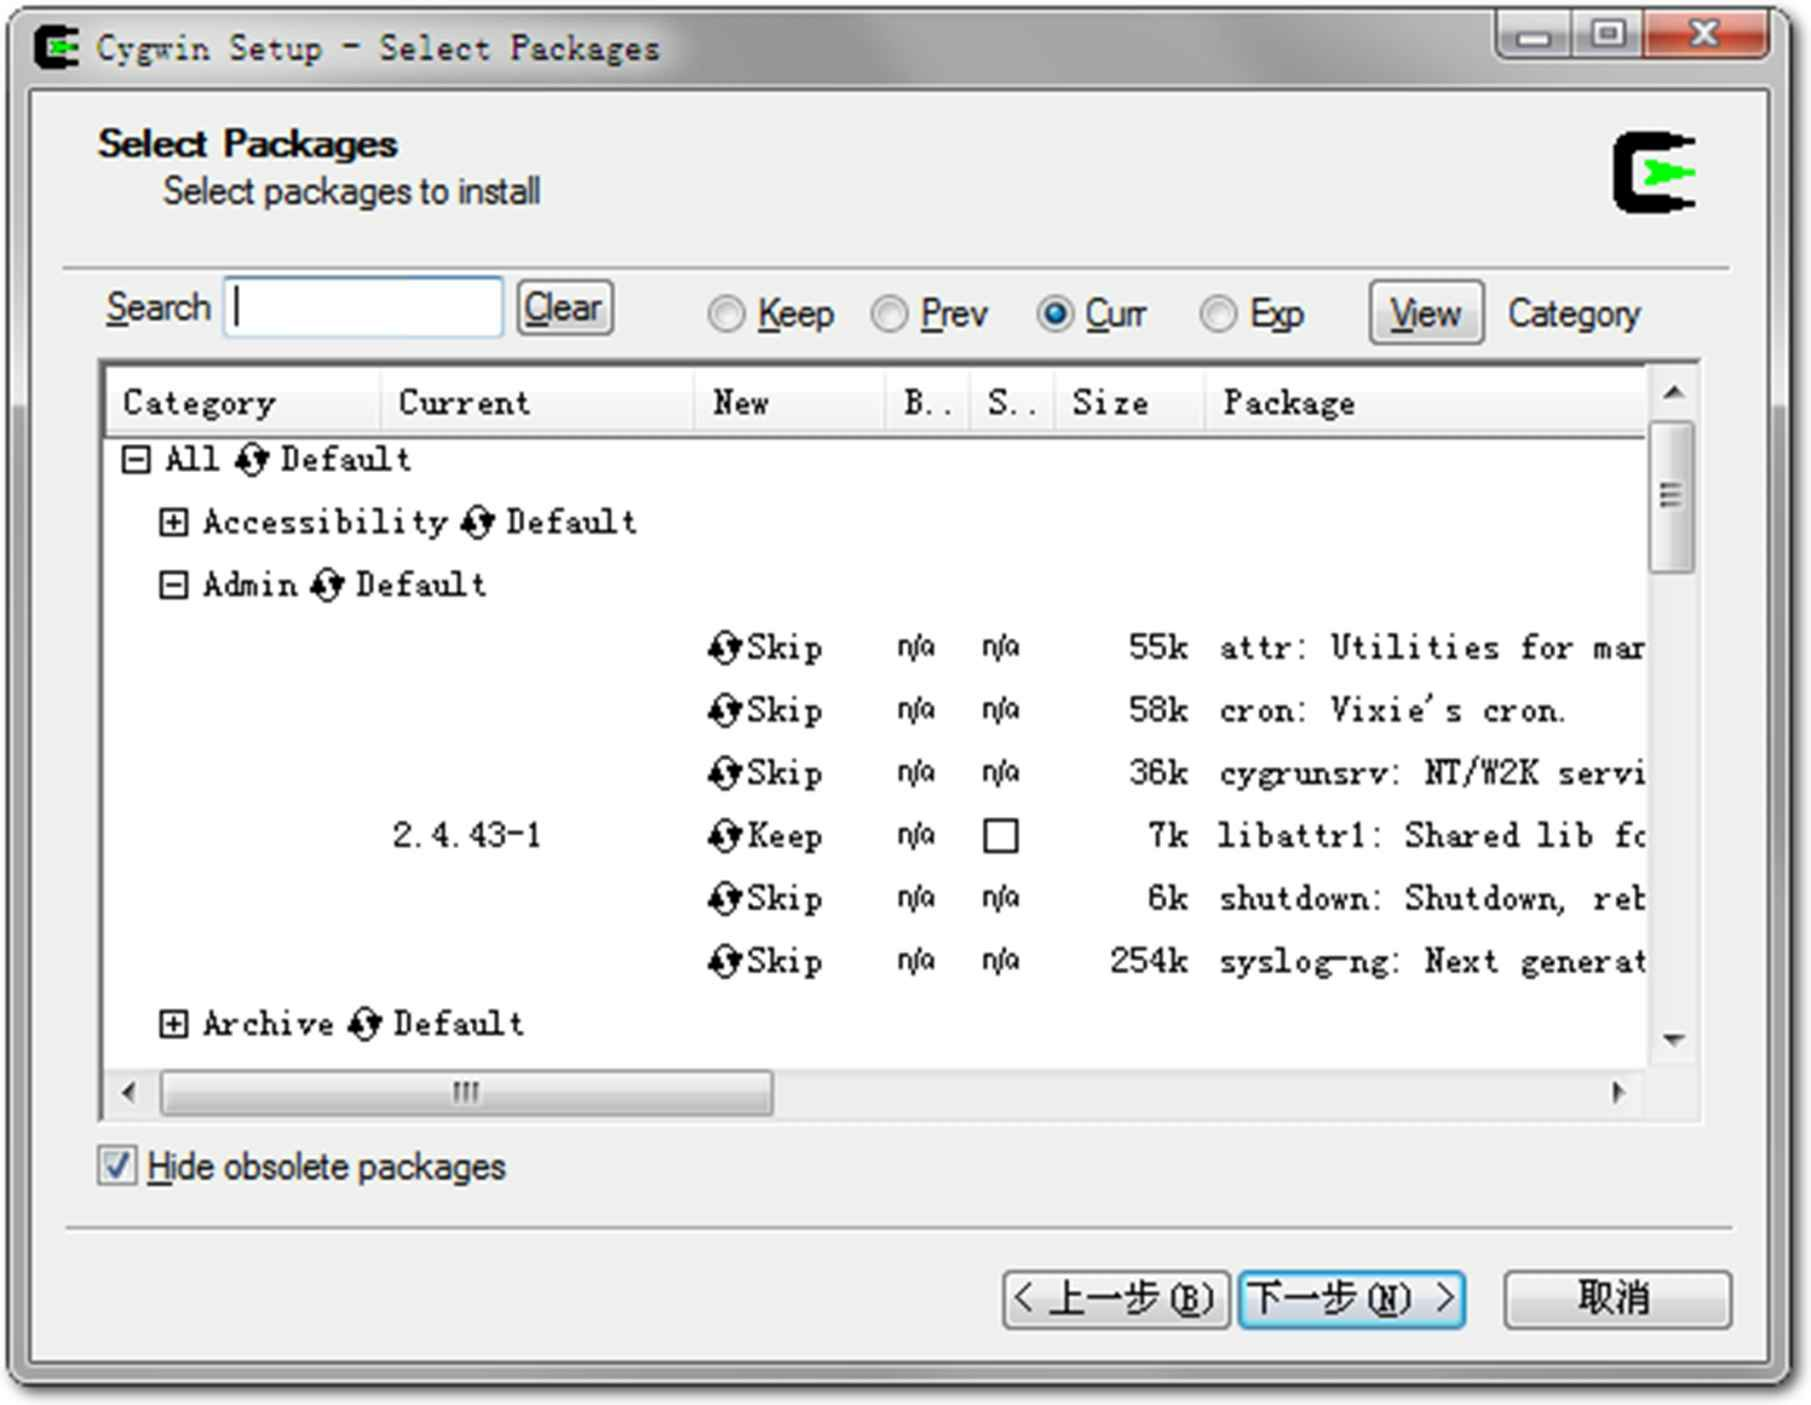 Cygwin Setup - Select Packages
Select Packages
Select packages to install
Search Clear Keep Prev Curr Exp View Category
Category Current New B.. S.. Size Package
All Default
Accessibility Default
Admin Default
Skip n/a n/a 55k attr: Utilities for mar
Skip n/a n/a 58k cron: Vixie's cron.
Skip n/a n/a 36k cygrunsrv: NT/W2K servi
2.4.43-1 Keep n/a 7k libattr1: Shared lib fo
Skip n/a n/a 6k shutdown: Shutdown, reb
Skip n/a n/a 254k syslog-ng: Next generat
Archive Default
Hide obsolete packages
< 上一步(B) 下一步(N) > 取消